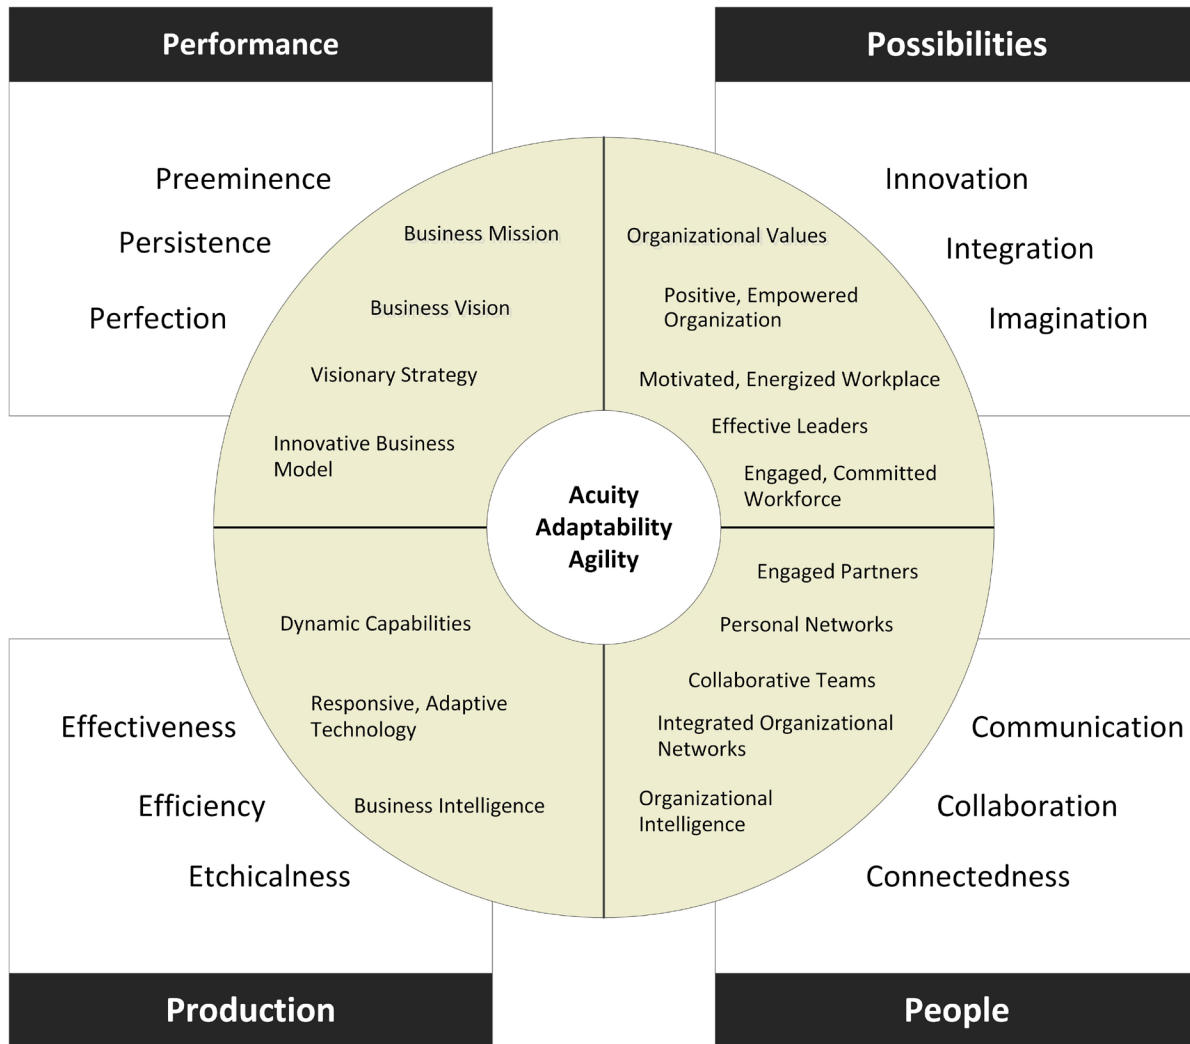 Performance
Preeminence
Persistence
Perfection
Business Mission
Business Vision
Visionary Strategy
Innovative Business
Model
Possibilities
Innovation
Integration
Imagination
Organizational Values
Positive, Empowered
Organization
Motivated, Energized Workplace
Effective Leaders
Engaged, Committed
Workforce
Acuity
Adaptability
Agility
Dynamic Capabilities
Responsive, Adaptive
Technology
Business Intelligence
Effectiveness
Efficiency
Etchicalness
Production
Engaged Partners
Personal Networks
Collaborative Teams
Integrated Organizational
Networks
Organizational
Intelligence
Communication
Collaboration
Connectedness
People